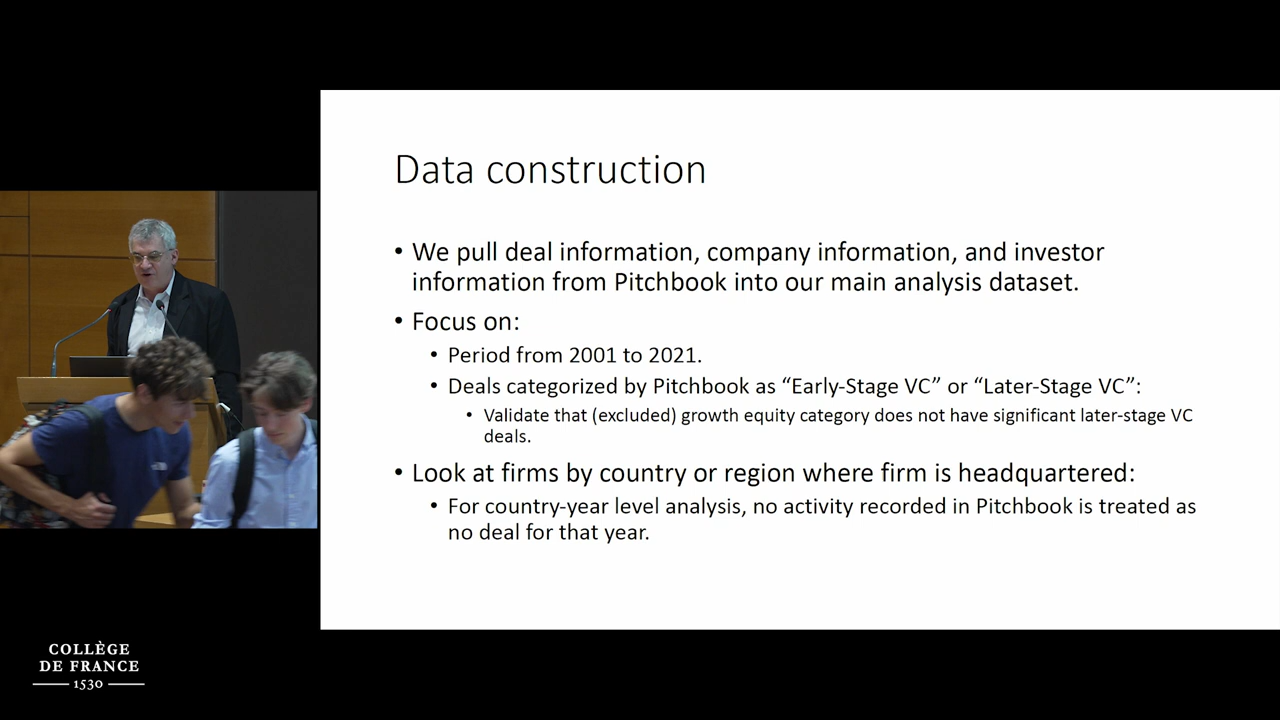 Data construction
• We pull deal information, company information, and investor
information from Pitchbook into our main analysis dataset.
• Focus on:
• Period from 2001 to 2021.
• Deals categorized by Pitchbook as “Early-Stage VC” or “Later-Stage VC”:
• Validate that (excluded) growth equity category does not have significant later-stage VC
deals.
• Look at firms by country or region where firm is headquartered:
• For country-year level analysis, no activity recorded in Pitchbook is treated as
no deal for that year.
COLLÈGE
DE FRANCE
1530